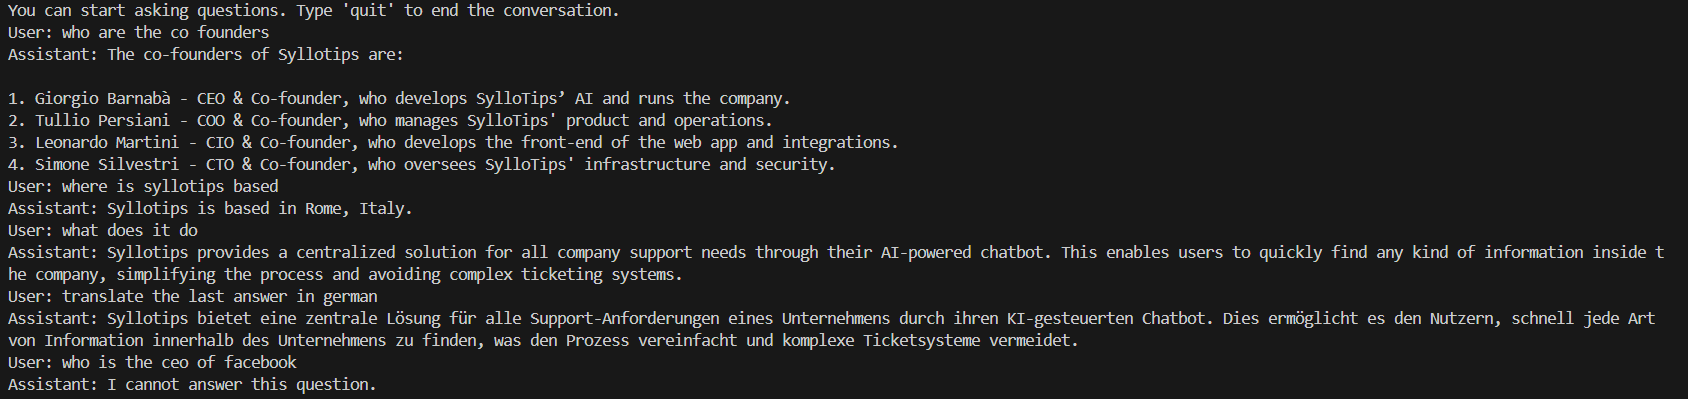 You can start asking questions. Type 'quit' to end the conversation.
User: who are the co founders
Assistant: The co-founders of Syllotips are:
1. Giorgio Barnabà - CEO & Co-founder, who develops SylloTips’ AI and runs the company.
2. Tullio Persiani - COO & Co-founder, who manages SylloTips' product and operations.
3. Leonardo Martini - CIO & Co-founder, who develops the front-end of the web app and integrations.
4. Simone Silvestri - CTO & Co-founder, who oversees SylloTips' infrastructure and security.
User: where is syllotips based
Assistant: Syllotips is based in Rome, Italy.
User: what does it do
Assistant: Syllotips provides a centralized solution for all company support needs through their AI-powered chatbot. This enables users to quickly find any kind of information inside t
he company, simplifying the process and avoiding complex ticketing systems.
User: translate the last answer in german
Assistant: Syllotips bietet eine zentrale Lösung für alle Support-Anforderungen eines Unternehmens durch ihren KI-gesteuerten Chatbot. Dies ermöglicht es den Nutzern, schnell jede Art
von Information innerhalb des Unternehmens zu finden, was den Prozess vereinfacht und komplexe Ticketsysteme vermeidet.
User: who is the ceo of facebook
Assistant: I cannot answer this question.